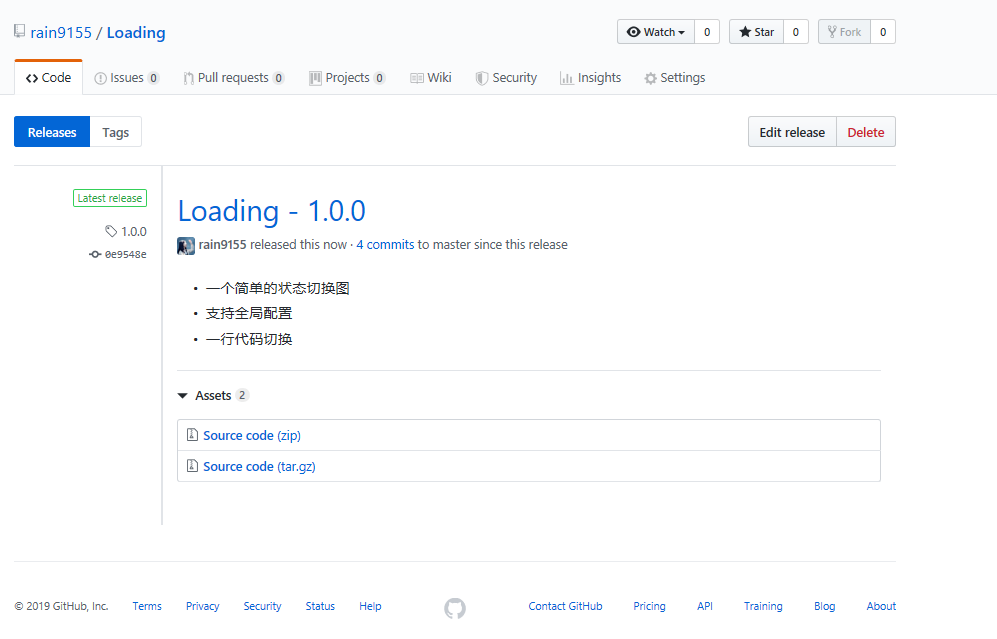 rain9155 / Loading
Watch 0 Star 0 Fork 0
Code Issues 0 Pull requests 0 Projects 0 Wiki Security Insights Settings
Releases Tags Edit release Delete
Latest release
1.0.0
0e9548e
Loading - 1.0.0
rain9155 released this now · 4 commits to master since this release
• 一个简单的状态切换图
• 支持全局配置
• 一行代码切换
Assets 2
Source code (zip)
Source code (tar.gz)
© 2019 GitHub, Inc. Terms Privacy Security Status Help Contact GitHub Pricing API Training Blog About